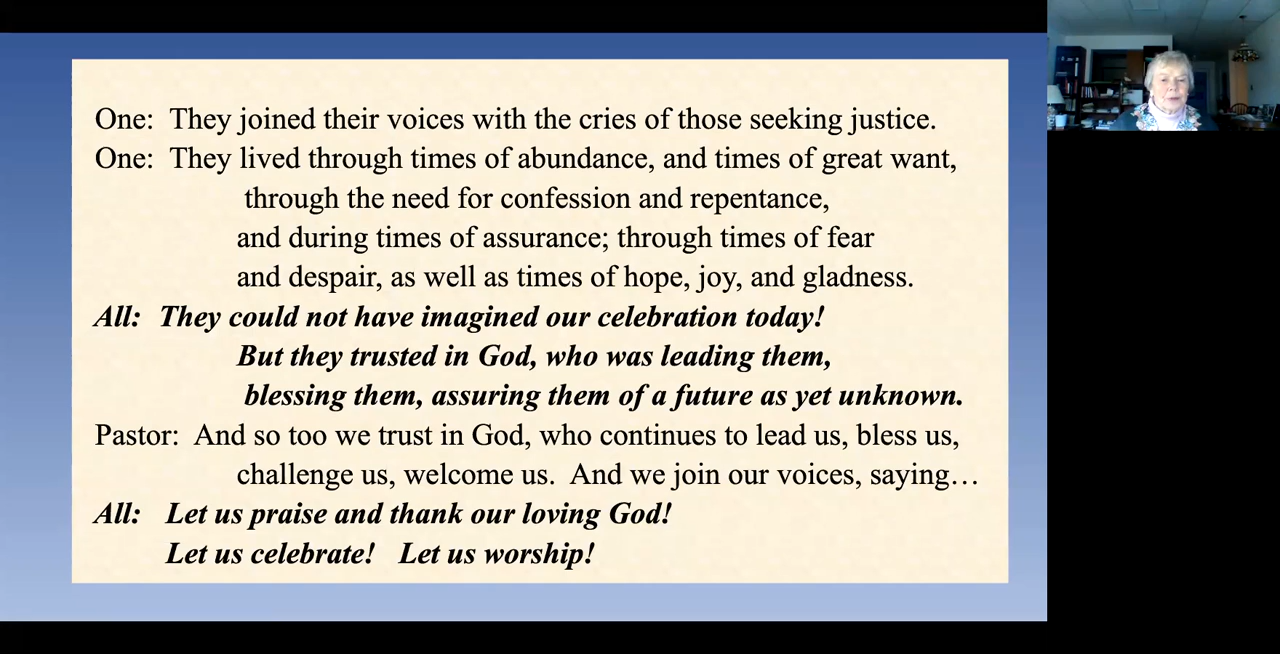 One: They joined their voices with the cries of those seeking justice.
One: They lived through times of abundance, and times of great want,
through the need for confession and repentance,
and during times of assurance; through times of fear
and despair, as well as times of hope, joy, and gladness.
All: They could not have imagined our celebration today!
But they trusted in God, who was leading them,
blessing them, assuring them of a future as yet unknown.
Pastor: And so too we trust in God, who continues to lead us, bless us,
challenge us, welcome us. And we join our voices, saying…
All: Let us praise and thank our loving God!
Let us celebrate! Let us worship!